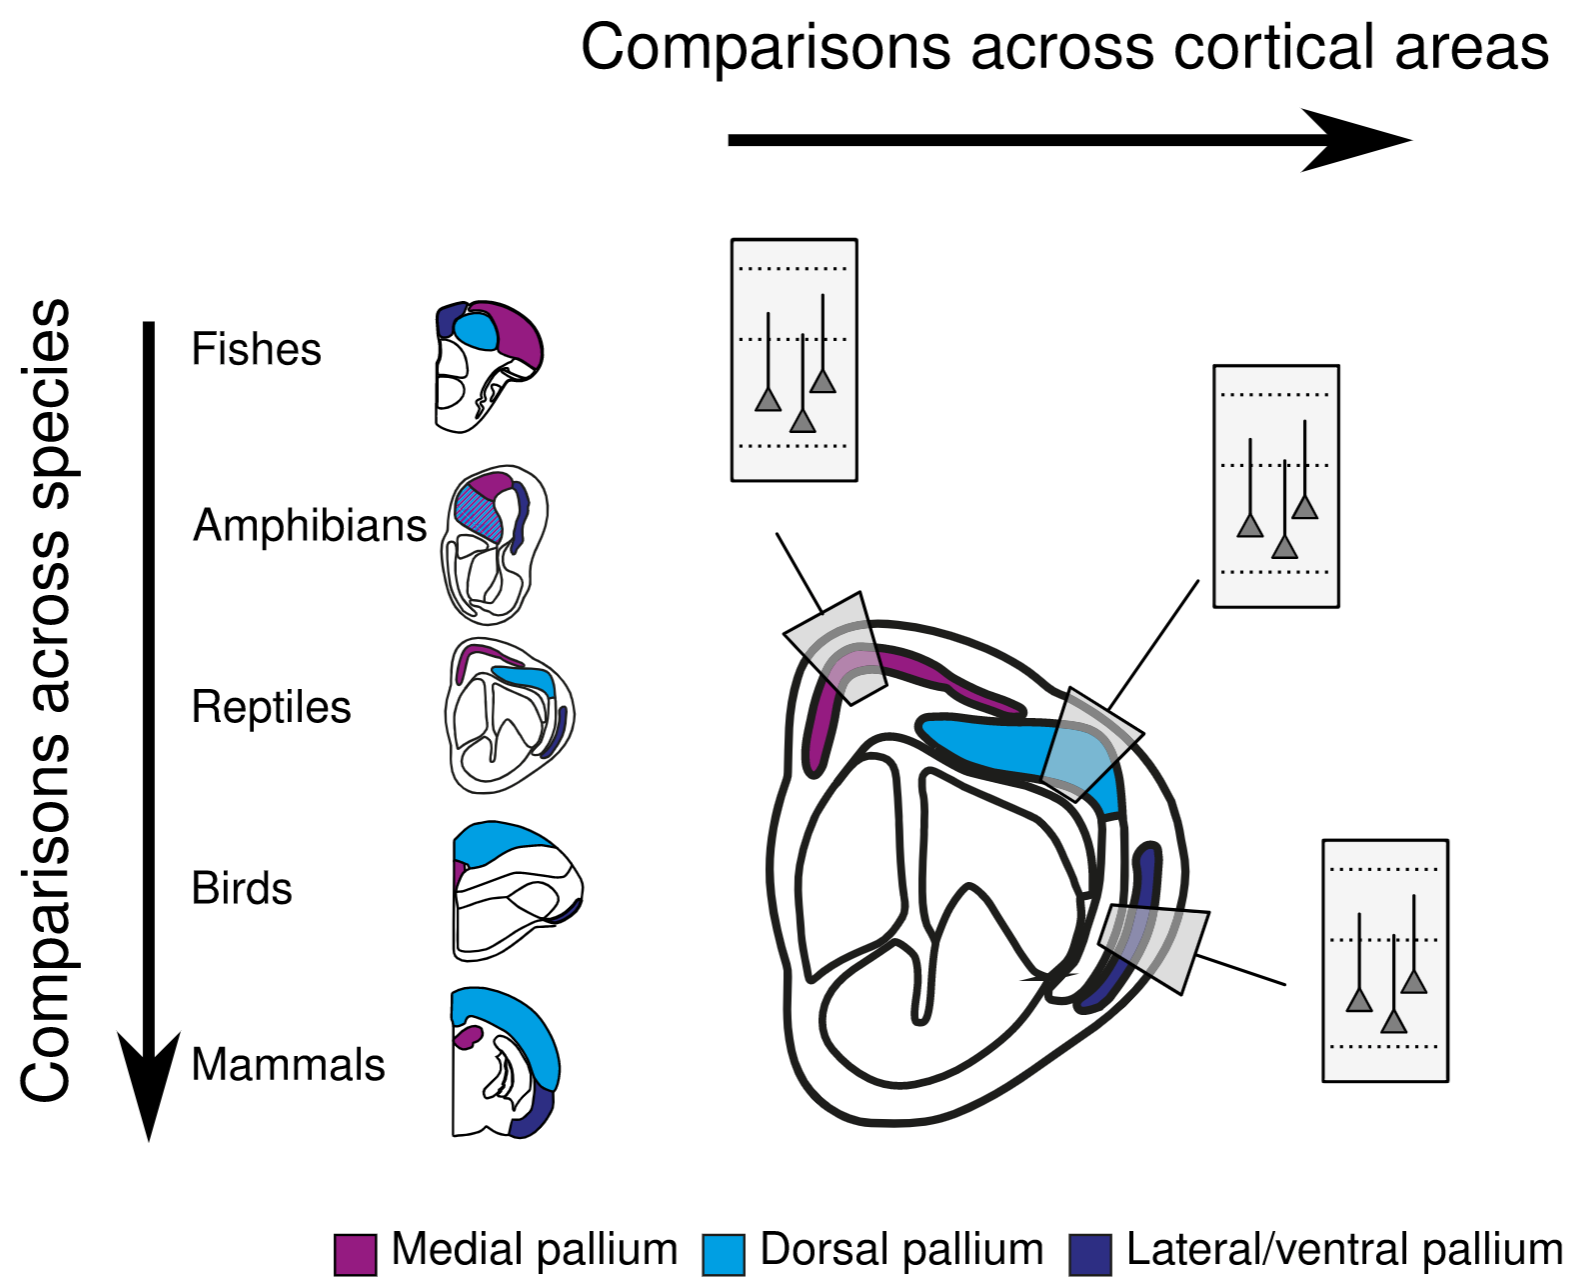 Comparisons across cortical areas
Comparisons across species
Fishes
Amphibians
Reptiles
Birds
Mammals
Medial pallium
Dorsal pallium
Lateral/ventral pallium